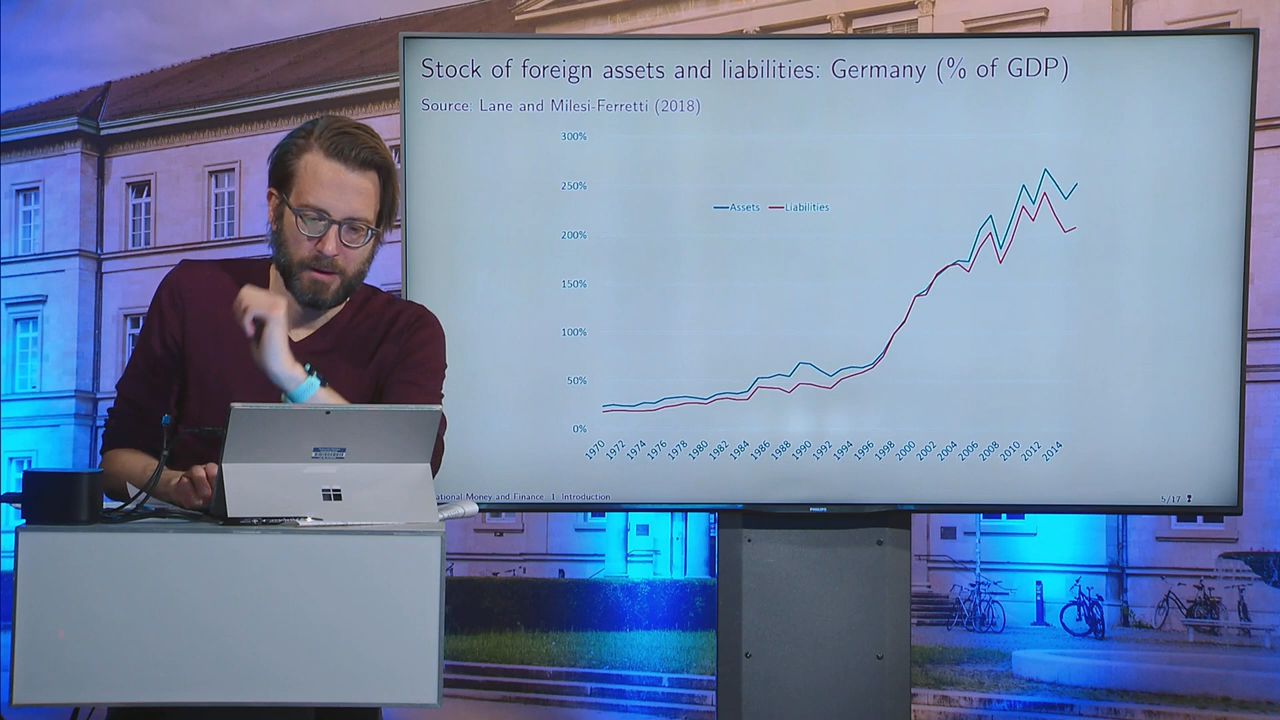 Stock of foreign assets and liabilities: Germany (% of GDP)
Source: Lane and Milesi-Ferretti (2018)
300%
250%
200%
150%
100%
50%
0%
Assets Liabilities
1970 1972 1974 1976 1978 1980 1982 1984 1986 1988 1990 1992 1994 1996 1998 2000 2002 2004 2006 2008 2010 2012 2014
ational Money and Finance 1. Introduction
5/17
PHILIPS